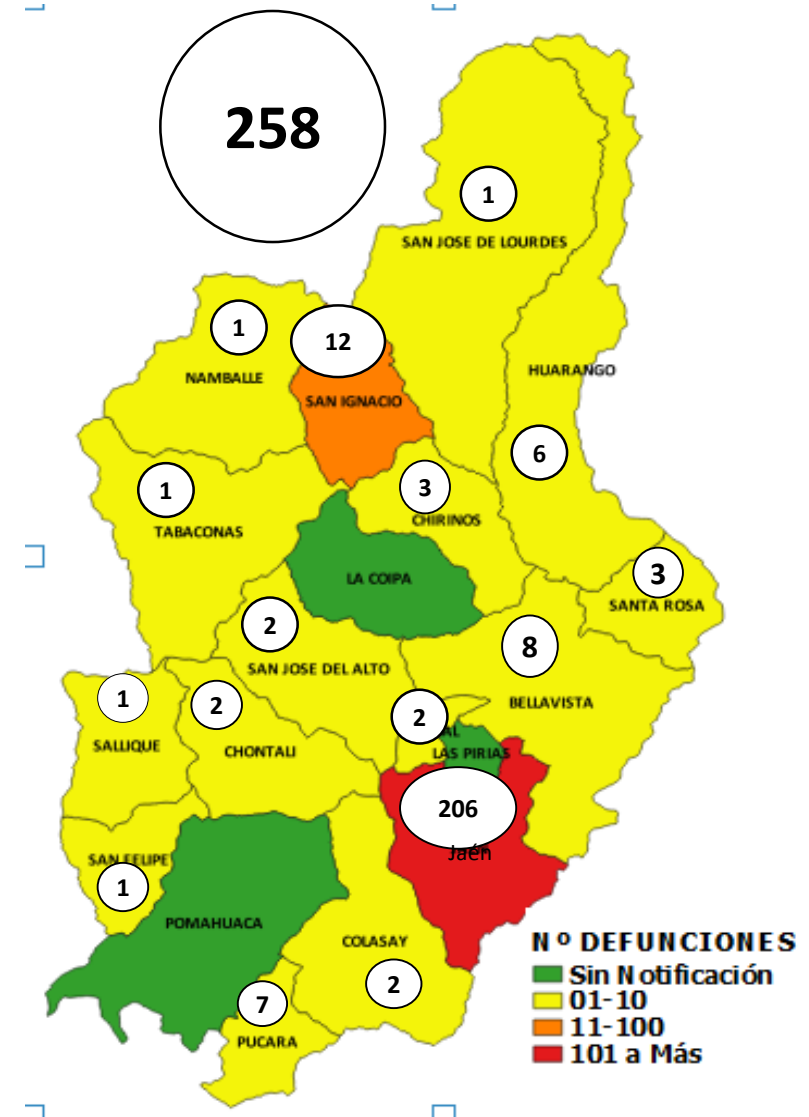 258
1
SAN JOSE DE LOURDES
1
NAMBALLE
12
SAN IGNACIO
HUARANGO
6
1
TABACONAS
3
CHIRINOS
LA COIPA
3
SANTA ROSA
2
SAN JOSE DEL ALTO
8
BELLAVISTA
1
SALLIQUE
2
CHONTALI
2
AL
LAS PIRIAS
206
Jaén
SAN FELIPE
1
POMAHUACA
COLASAY
2
7
PUCARA
Nº DEFUNCIONES
Sin Notificación
01-10
11-100
101 a Más